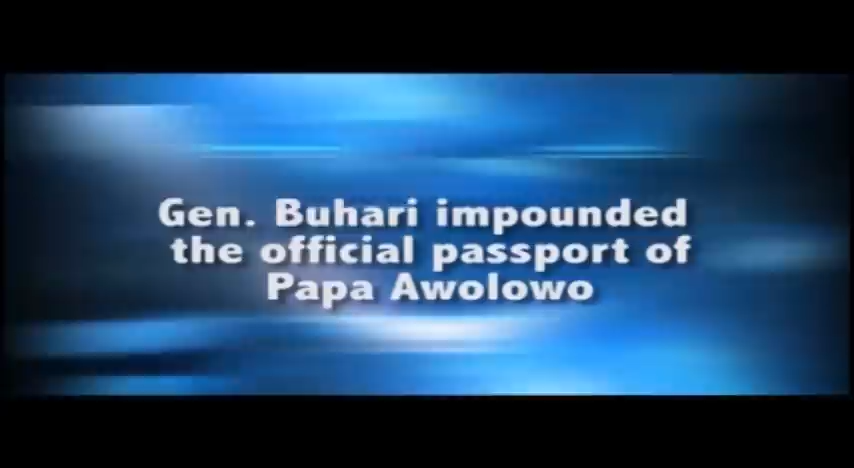 Gen. Buhari impounded
the official passport of
Papa Awolowo